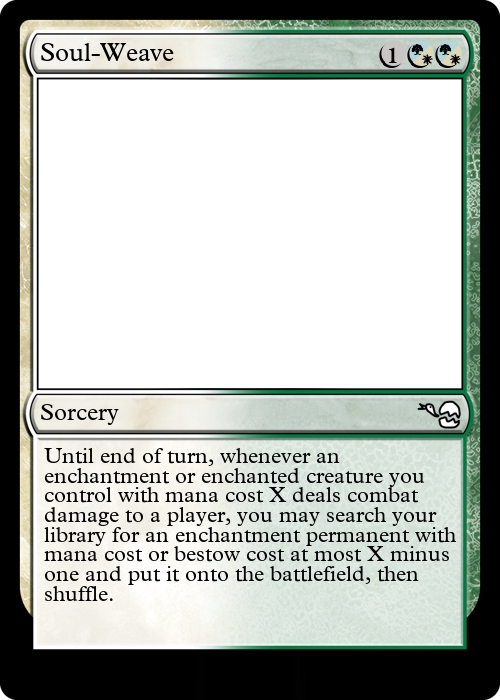 Soul-Weave
1
Sorcery
Until end of turn, whenever an
enchantment or enchanted creature you
control with mana cost X deals combat
damage to a player, you may search your
library for an enchantment permanent with
mana cost or bestow cost at most X minus
one and put it onto the battlefield, then
shuffle.